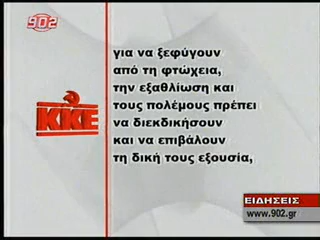 902
για να ξεφύγουν
από τη φτώχεια,
την εξαθλίωση και
τους πολέμους πρέπει
να διεκδικήσουν
και να επιβάλουν
τη δική τους εξουσία,
ΚΚΕ
ΕΙΔΗΣΕΙΣ
www.902.gr